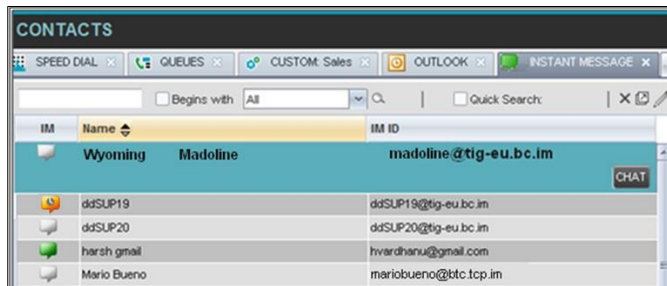 CONTACTS
SPEED DIAL QUEUES CUSTOM: Sales OUTLOOK INSTANT MESSAGE
Begins with All Quick Search:
IM Name IM ID
Wyoming Madoline madoline@tig-eu.bc.im
CHAT
ddSUP19 ddSUP19@tig-eu.bc.im
ddSUP20 ddSUP20@tig-eu.bc.im
harsh gmail hvardhanu@gmail.com
Mario Bueno mariobueno@btc.tcp.im